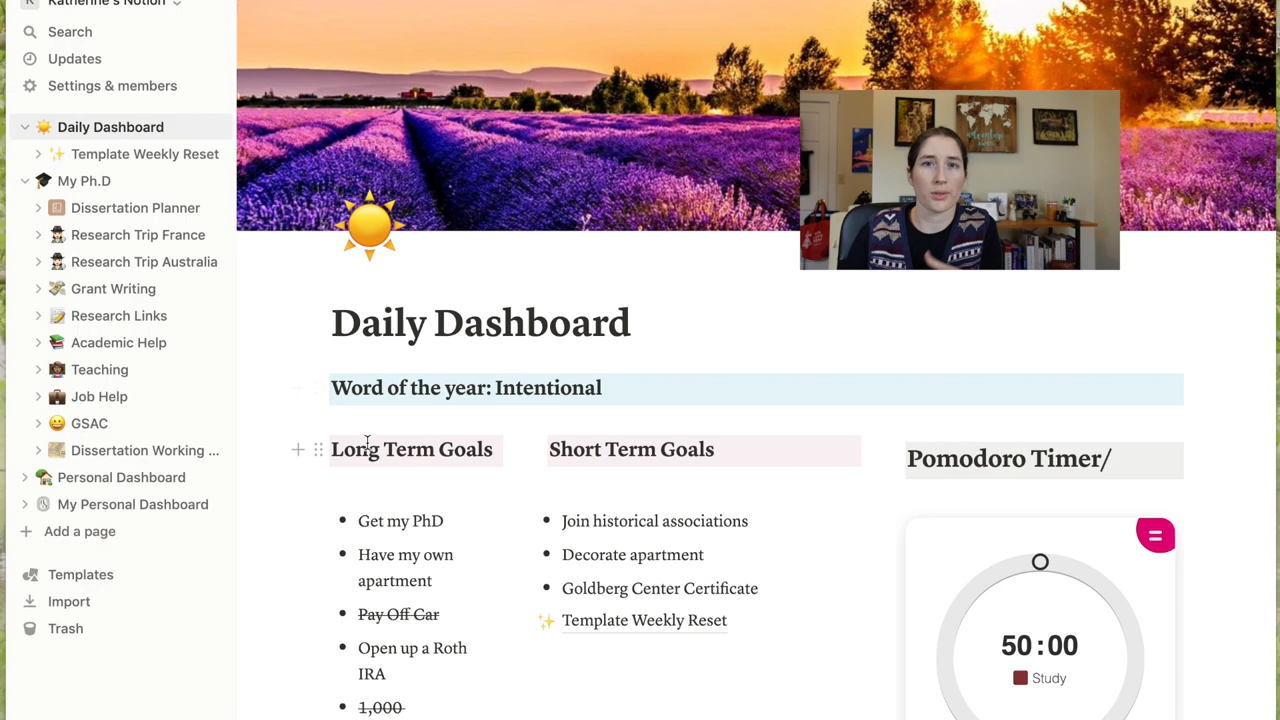 K Katherine's Notion
Search
Updates
Settings & members
Daily Dashboard
Template Weekly Reset
My Ph.D
Dissertation Planner
Research Trip France
Research Trip Australia
Grant Writing
Research Links
Academic Help
Teaching
Job Help
GSAC
Dissertation Working ...
Personal Dashboard
My Personal Dashboard
Add a page
Templates
Import
Trash
Daily Dashboard
Word of the year: Intentional
Long Term Goals
Get my PhD
Have my own
apartment
Pay Off Car
Open up a Roth
IRA
1,000
Short Term Goals
Join historical associations
Decorate apartment
Goldberg Center Certificate
Template Weekly Reset
Pomodoro Timer/
50:00
Study